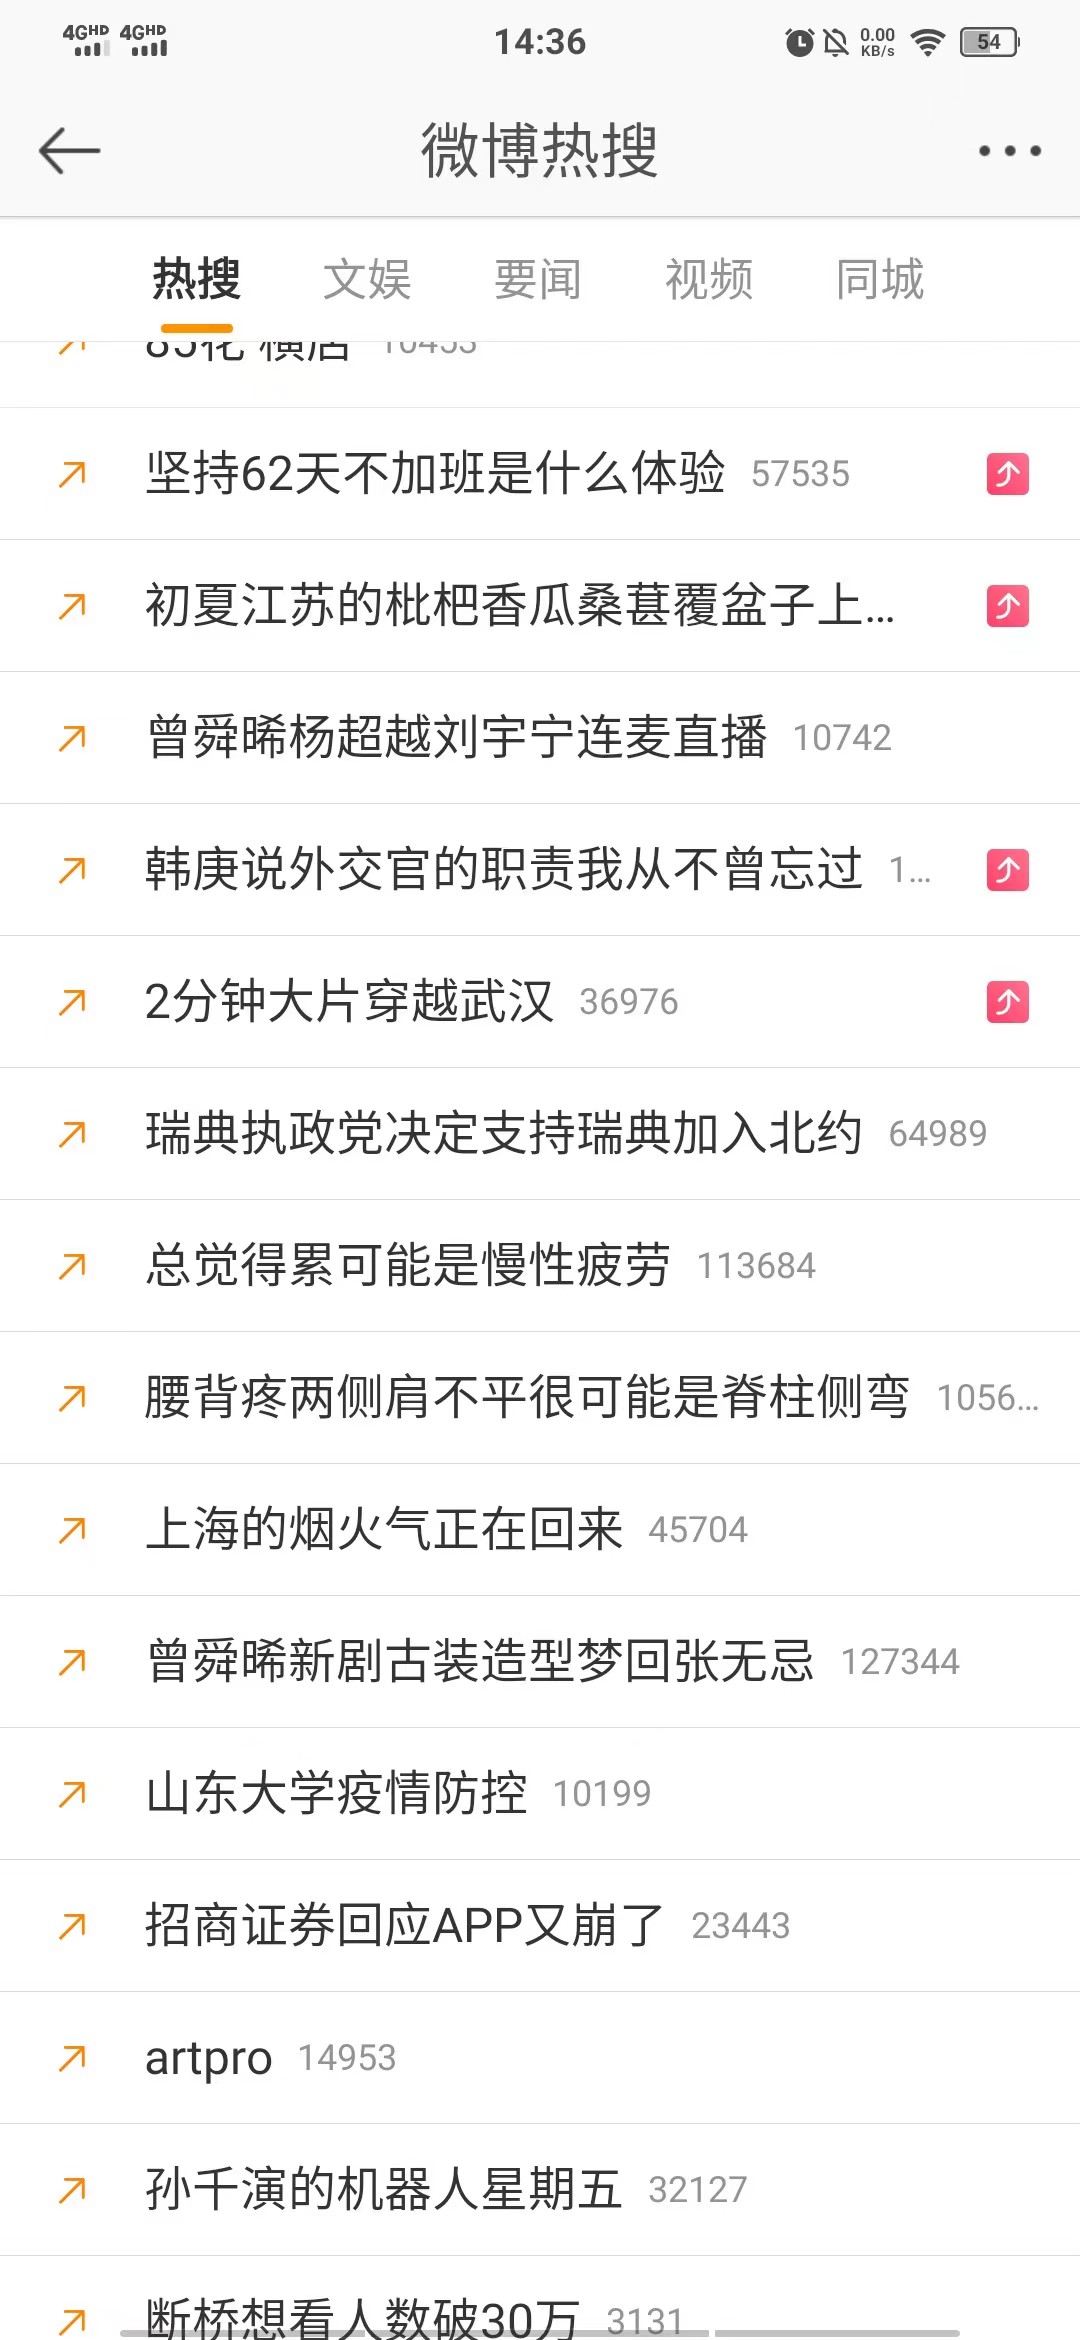 4GHD 4GHD 14:36 0.00 KB/s 54
微博热搜
热搜 文娱 要闻 视频 同城
85花 横店 10453
坚持62天不加班是什么体验 57535
初夏江苏的枇杷香瓜桑葚覆盆子上...
曾舜晞杨超越刘宇宁连麦直播 10742
韩庚说外交官的职责我从不曾忘过 1...
2分钟大片穿越武汉 36976
瑞典执政党决定支持瑞典加入北约 64989
总觉得累可能是慢性疲劳 113684
腰背疼两侧肩不平很可能是脊柱侧弯 1056...
上海的烟火气正在回来 45704
曾舜晞新剧古装造型梦回张无忌 127344
山东大学疫情防控 10199
招商证券回应APP又崩了 23443
artpro 14953
孙千演的机器人星期五 32127
断桥想看人数破30万 3131